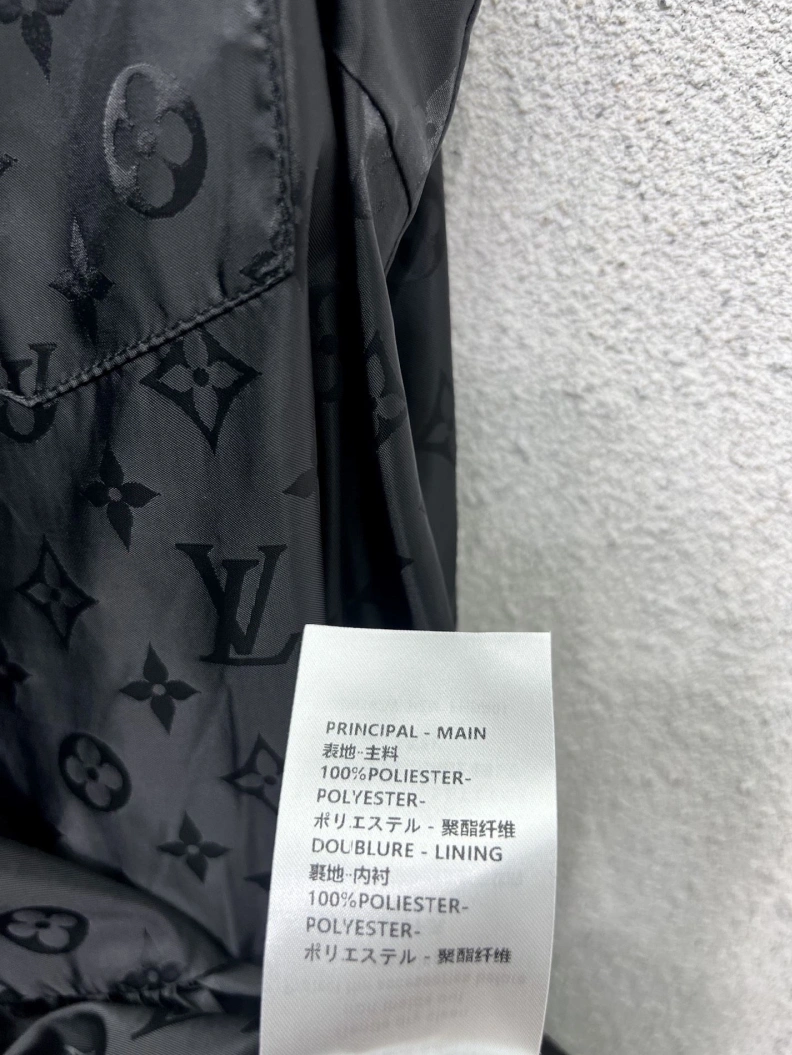 LV
PRINCIPAL - MAIN
表地··主料
100%POLIESTER-
POLYESTER-
ポリエステル - 聚酯纤维
DOUBLURE - LINING
裏地··内衬
100%POLIESTER-
POLYESTER-
ポリエステル - 聚酯纤维